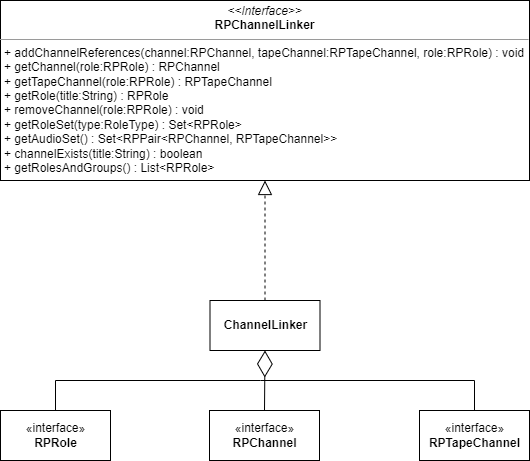 <<Interface>>
RPChannelLinker
+ addChannelReferences(channel:RPChannel, tapeChannel:RPTapeChannel, role:RPRole) : void
+ getChannel(role:RPRole) : RPChannel
+ getTapeChannel(role:RPRole) : RPTapeChannel
+ getRole(title:String) : RPRole
+ removeChannel(role:RPRole) : void
+ getRoleSet(type:RoleType) : Set<RPRole>
+ getAudioSet() : Set<RPPair<RPChannel, RPTapeChannel>>
+ channelExists(title:String) : boolean
+ getRolesAndGroups() : List<RPRole>
ChannelLinker
«interface»
RPRole
«interface»
RPChannel
«interface»
RPTapeChannel